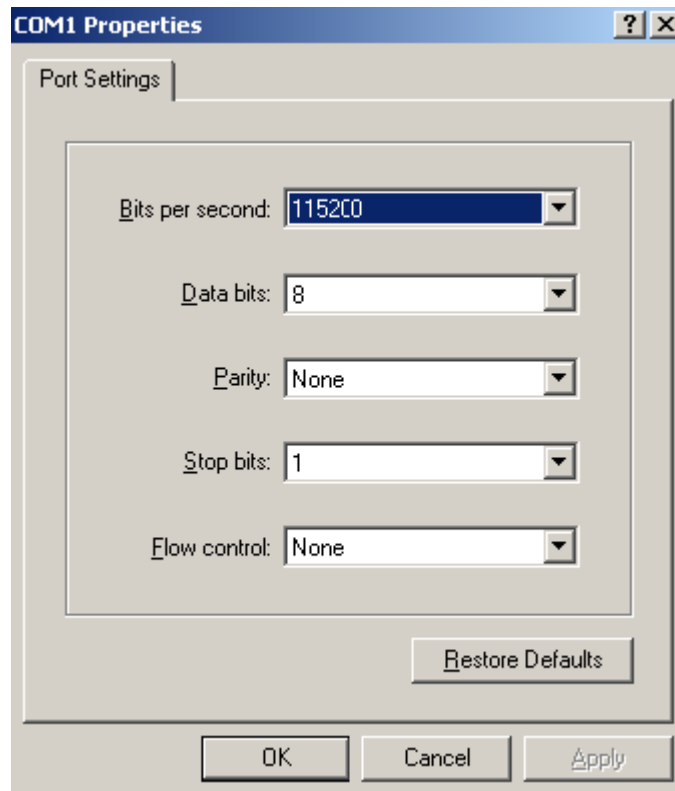 COM1 Properties
Port Settings
Bits per second: 115200
Data bits: 8
Parity: None
Stop bits: 1
Flow control: None
Restore Defaults
OK Cancel Apply